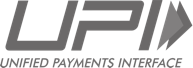 UPI
UNIFIED PAYMENTS INTERFACE